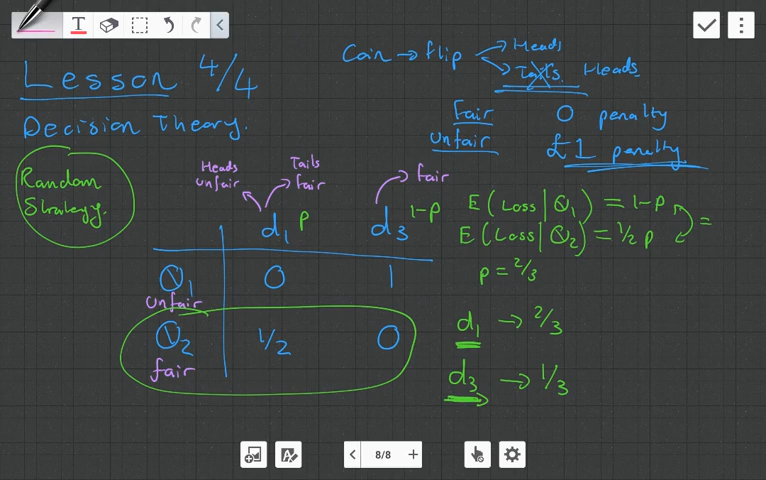 T
Lesson 4/4
Decision Theory.
Random
Strategy.
Coin → flip
Heads
Tails Heads
Fair 0 penalty
Unfair £1 penalty
Heads
unfair
Tails
fair
fair
d₁ p d₃ 1-p
θ₁ 0 1
unfair
θ₂ 1/2 0
fair
E(Loss|θ₁) = 1-p
E(Loss|θ₂) = 1/2 p
=
p = 2/3
d₁ → 2/3
d₃ → 1/3
A
< 8/8 +